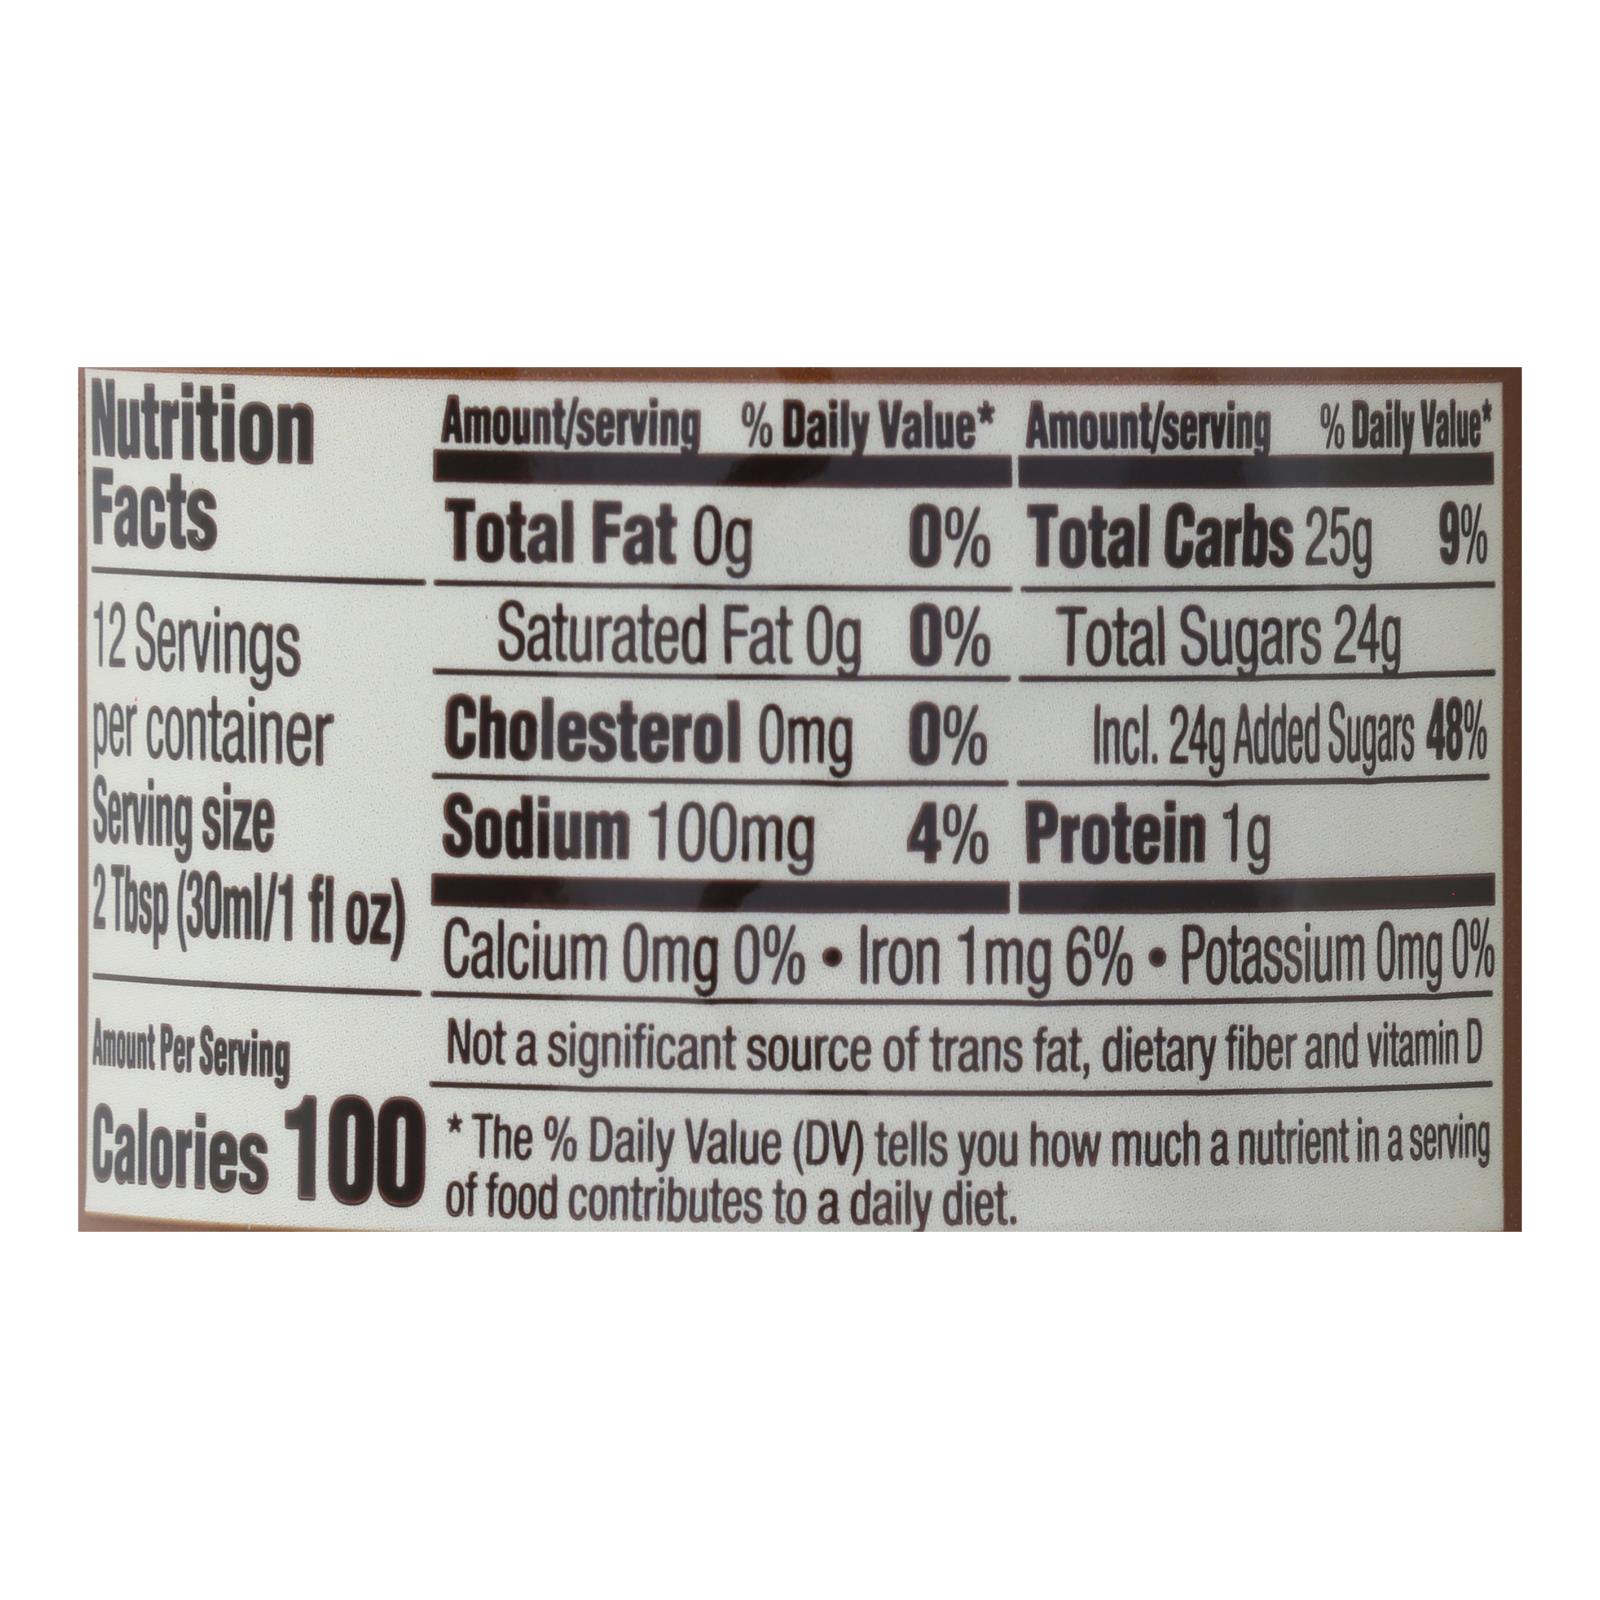 Nutrition
Facts
12 Servings
per container
Serving size
2 Tbsp (30ml/1 fl oz)
Amount Per Serving
Calories 100
Amount/serving % Daily Value*
Total Fat 0g 0%
Saturated Fat 0g 0%
Cholesterol 0mg 0%
Sodium 100mg 4%
Amount/serving % Daily Value*
Total Carbs 25g 9%
Total Sugars 24g
Incl. 24g Added Sugars 48%
Protein 1g
Calcium 0mg 0% • Iron 1mg 6% • Potassium 0mg 0%
Not a significant source of trans fat, dietary fiber and vitamin D
* The % Daily Value (DV) tells you how much a nutrient in a serving
of food contributes to a daily diet.